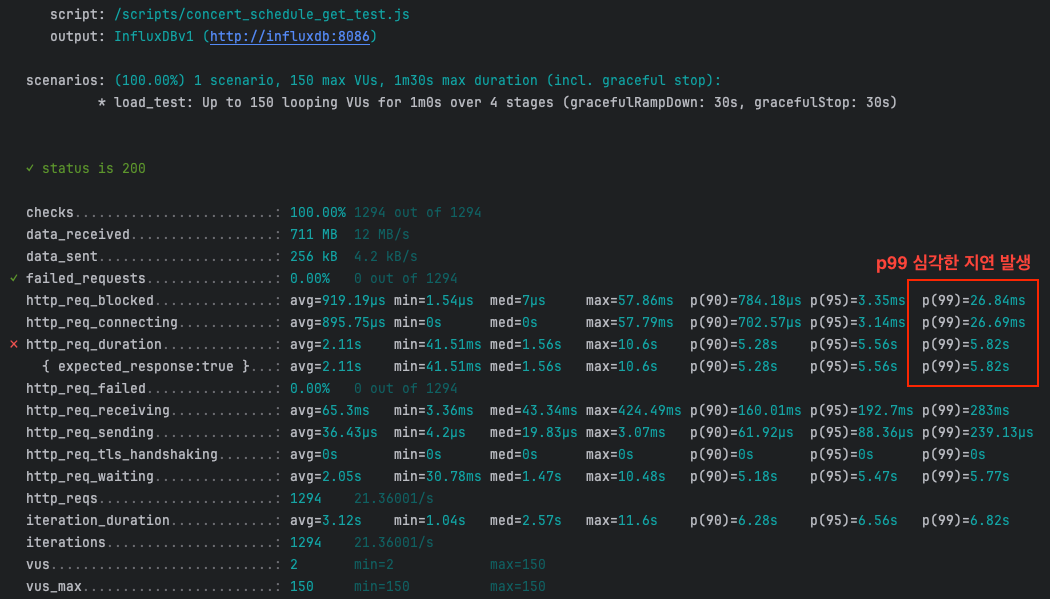 script: /scripts/concert_schedule_get_test.js
output: InfluxDBv1 (http://influxdb:8086)
scenarios: (100.00%) 1 scenario, 150 max VUs, 1m30s max duration (incl. graceful stop):
* load_test: Up to 150 looping VUs for 1m0s over 4 stages (gracefulRampDown: 30s, gracefulStop: 30s)
✓ status is 200
checks.........................: 100.00% 1294 out of 1294
data_received..................: 711 MB 12 MB/s
data_sent......................: 256 kB 4.2 kB/s
p99 심각한 지연 발생
✓ failed_requests................: 0.00% 0 out of 1294
http_req_blocked...............: avg=919.19µs min=1.54µs med=7µs max=57.86ms p(90)=784.18µs p(95)=3.35ms p(99)=26.84ms
http_req_connecting............: avg=895.75µs min=0s med=0s max=57.79ms p(90)=702.57µs p(95)=3.14ms p(99)=26.69ms
✗ http_req_duration..............: avg=2.11s min=41.51ms med=1.56s max=10.6s p(90)=5.28s p(95)=5.56s p(99)=5.82s
{ expected_response:true }...: avg=2.11s min=41.51ms med=1.56s max=10.6s p(90)=5.28s p(95)=5.56s p(99)=5.82s
http_req_failed................: 0.00% 0 out of 1294
http_req_receiving.............: avg=65.3ms min=3.36ms med=43.34ms max=424.49ms p(90)=160.01ms p(95)=192.7ms p(99)=283ms
http_req_sending...............: avg=36.43µs min=4.2µs med=19.83µs max=3.07ms p(90)=61.92µs p(95)=88.36µs p(99)=239.13µs
http_req_tls_handshaking.......: avg=0s min=0s med=0s max=0s p(90)=0s p(95)=0s p(99)=0s
http_req_waiting...............: avg=2.05s min=30.78ms med=1.47s max=10.48s p(90)=5.18s p(95)=5.47s p(99)=5.77s
http_reqs......................: 1294 21.36001/s
iteration_duration.............: avg=3.12s min=1.04s med=2.57s max=11.6s p(90)=6.28s p(95)=6.56s p(99)=6.82s
iterations.....................: 1294 21.36001/s
vus............................: 2 min=2 max=150
vus_max........................: 150 min=150 max=150